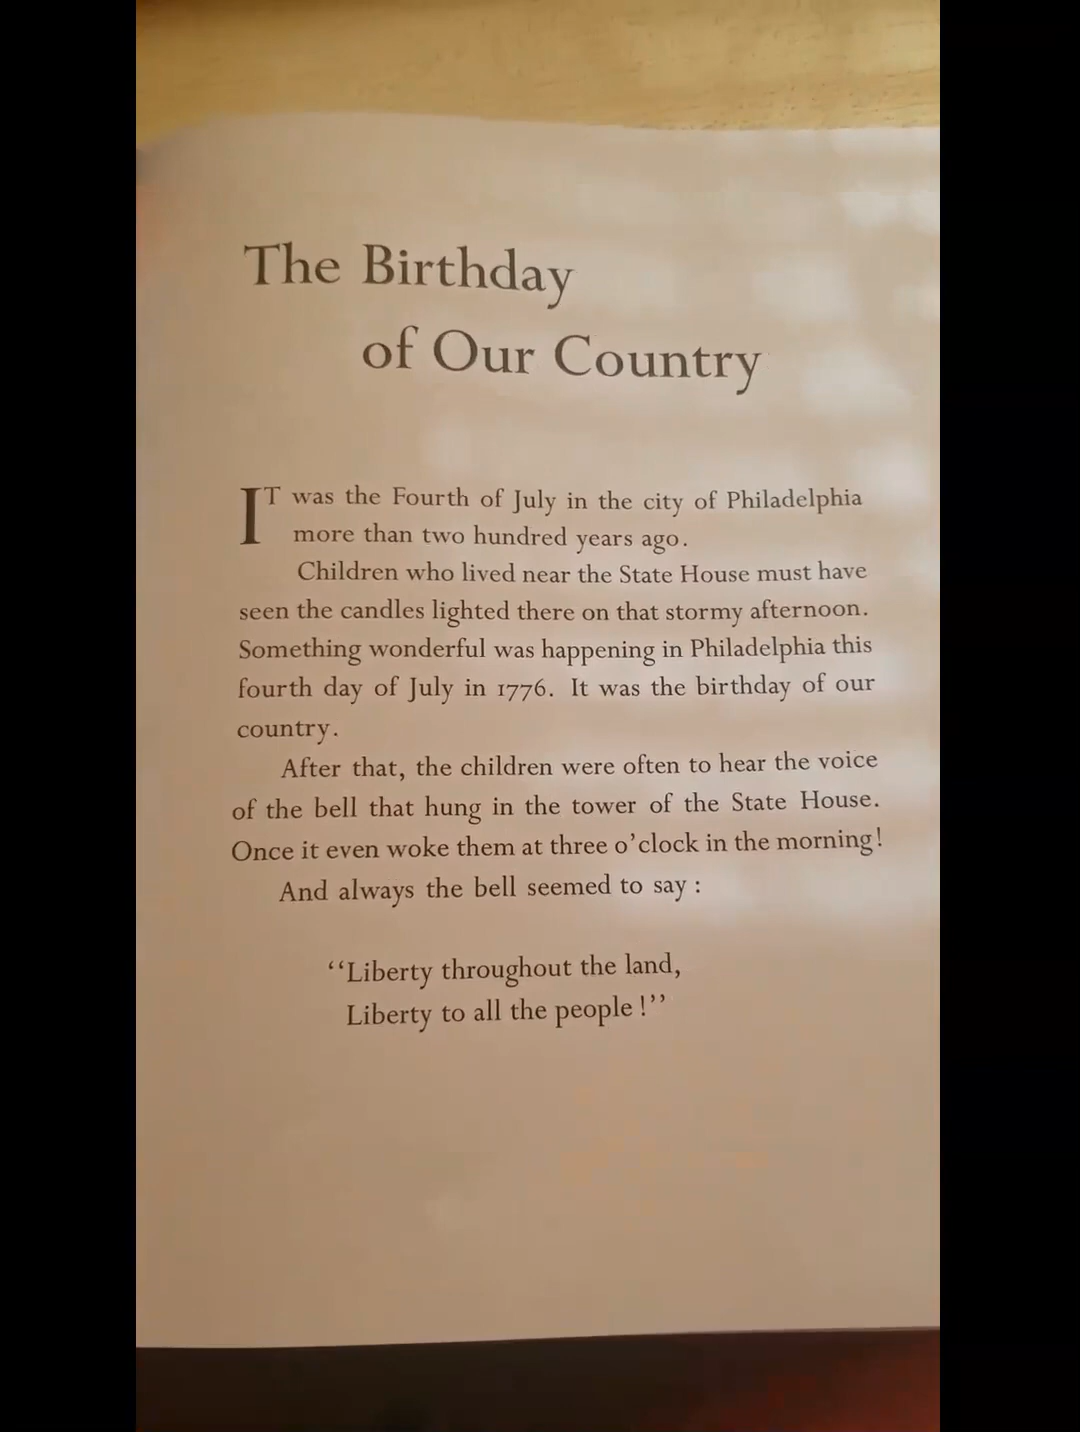 The Birthday
of Our Country
IT was the Fourth of July in the city of Philadelphia
more than two hundred years ago.
Children who lived near the State House must have
seen the candles lighted there on that stormy afternoon.
Something wonderful was happening in Philadelphia this
fourth day of July in 1776. It was the birthday of our
country.
After that, the children were often to hear the voice
of the bell that hung in the tower of the State House.
Once it even woke them at three o’clock in the morning!
And always the bell seemed to say :
“Liberty throughout the land,
Liberty to all the people !”